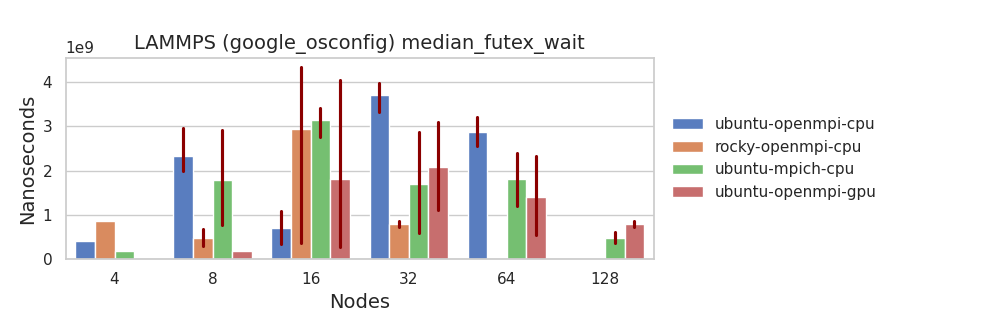 LAMMPS (google_osconfig) median_futex_wait
1e9
Nanoseconds
4
3
2
1
0
4 8 16 32 64 128
Nodes
ubuntu-openmpi-cpu
rocky-openmpi-cpu
ubuntu-mpich-cpu
ubuntu-openmpi-gpu